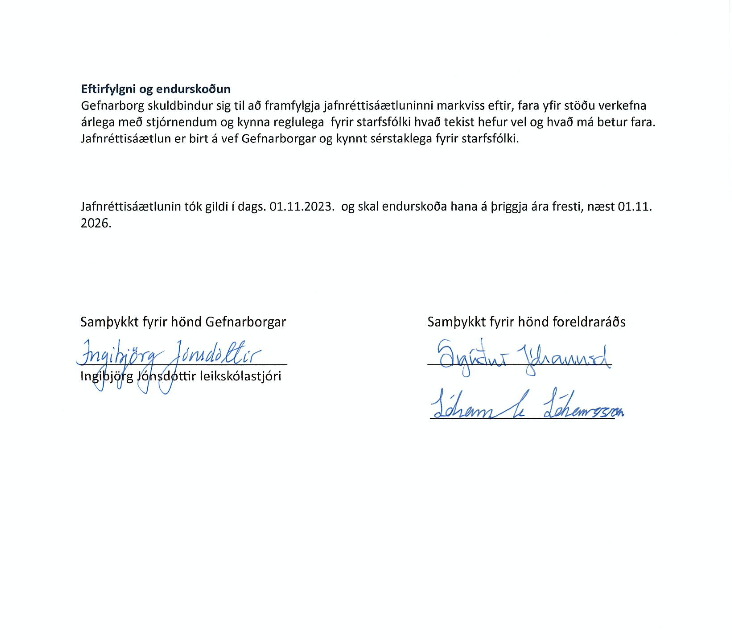 Eftirfylgni og endurskoðun
Gefnarborg skuldbindur sig til að framfylgja jafnréttisáætluninni markviss eftir, fara yfir stöðu verkefna
árlega með stjórnendum og kynna reglulega fyrir starfsfólki hvað tekist hefur vel og hvað má betur fara.
Jafnréttisáætlun er birt á vef Gefnarborgar og kynnt sérstaklega fyrir starfsfólki.
Jafnréttisáætlunin tók gildi í dags. 01.11.2023. og skal endurskoða hana á þriggja ára fresti, næst 01.11.
2026.
Samþykkt fyrir hönd Gefnarborgar
Ingibjörg Jónsdóttir
Ingibjörg Jónsdóttir leikskólastjóri
Samþykkt fyrir hönd foreldraráðs